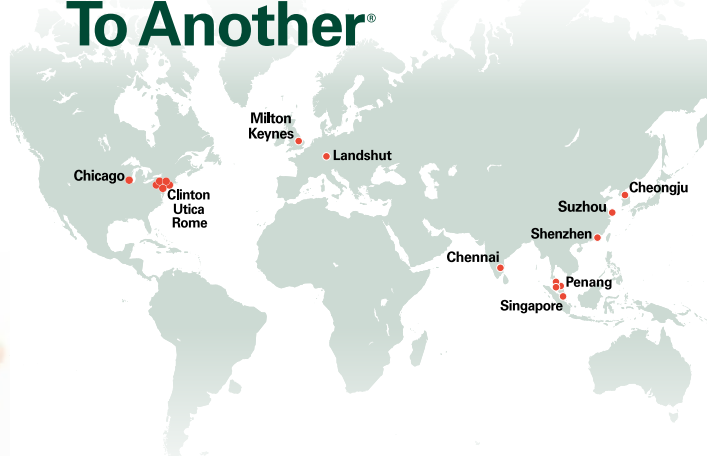 To Another®
Milton
Keynes
Landshut
Chicago
Clinton
Utica
Rome
Cheongju
Suzhou
Shenzhen
Chennai
Penang
Singapore